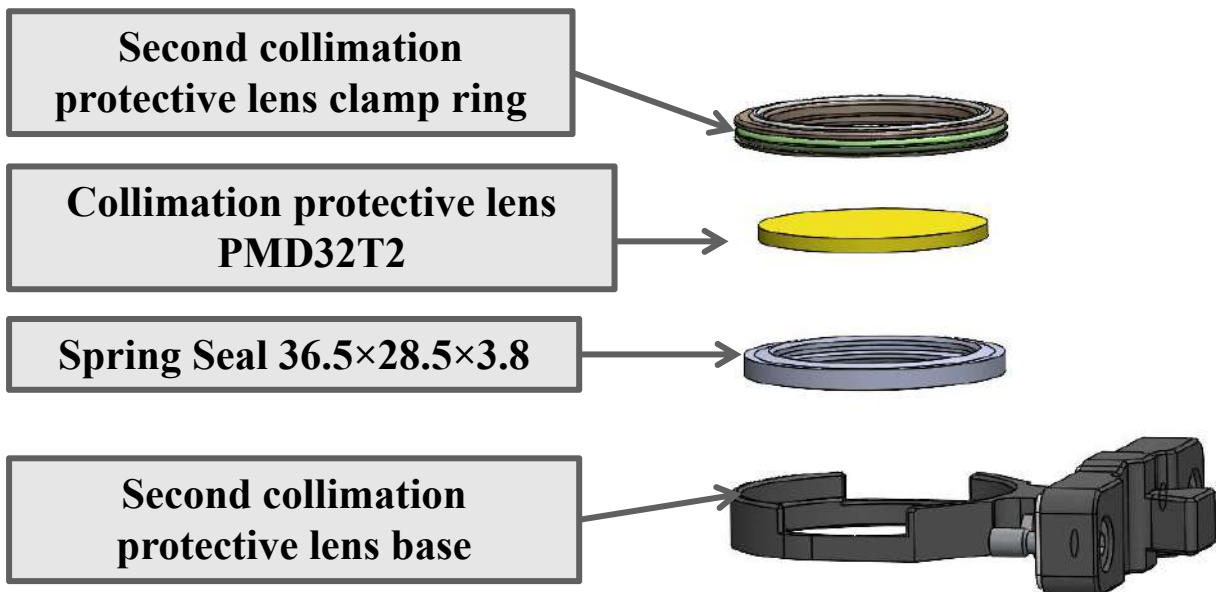 Second collimation
protective lens clamp ring
Collimation protective lens
PMD32T2
Spring Seal 36.5×28.5×3.8
Second collimation
protective lens base